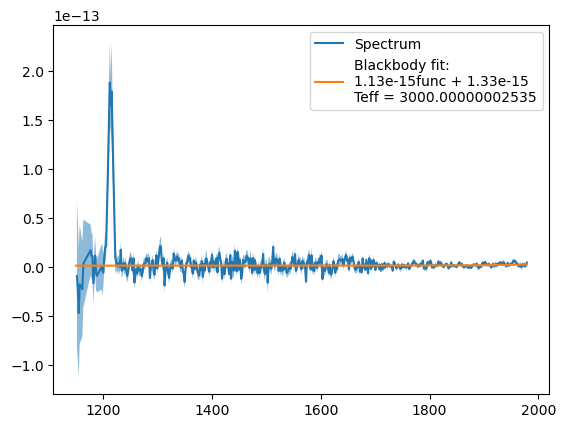 1e−13
Spectrum
Blackbody fit:
1.13e-15func + 1.33e-15
Teff = 3000.00000002535
2.0
1.5
1.0
0.5
0.0
−0.5
−1.0
1200
1400
1600
1800
2000